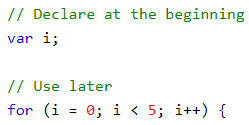 // Declare at the beginning
var i;
// Use later
for (i = 0; i < 5; i++) {